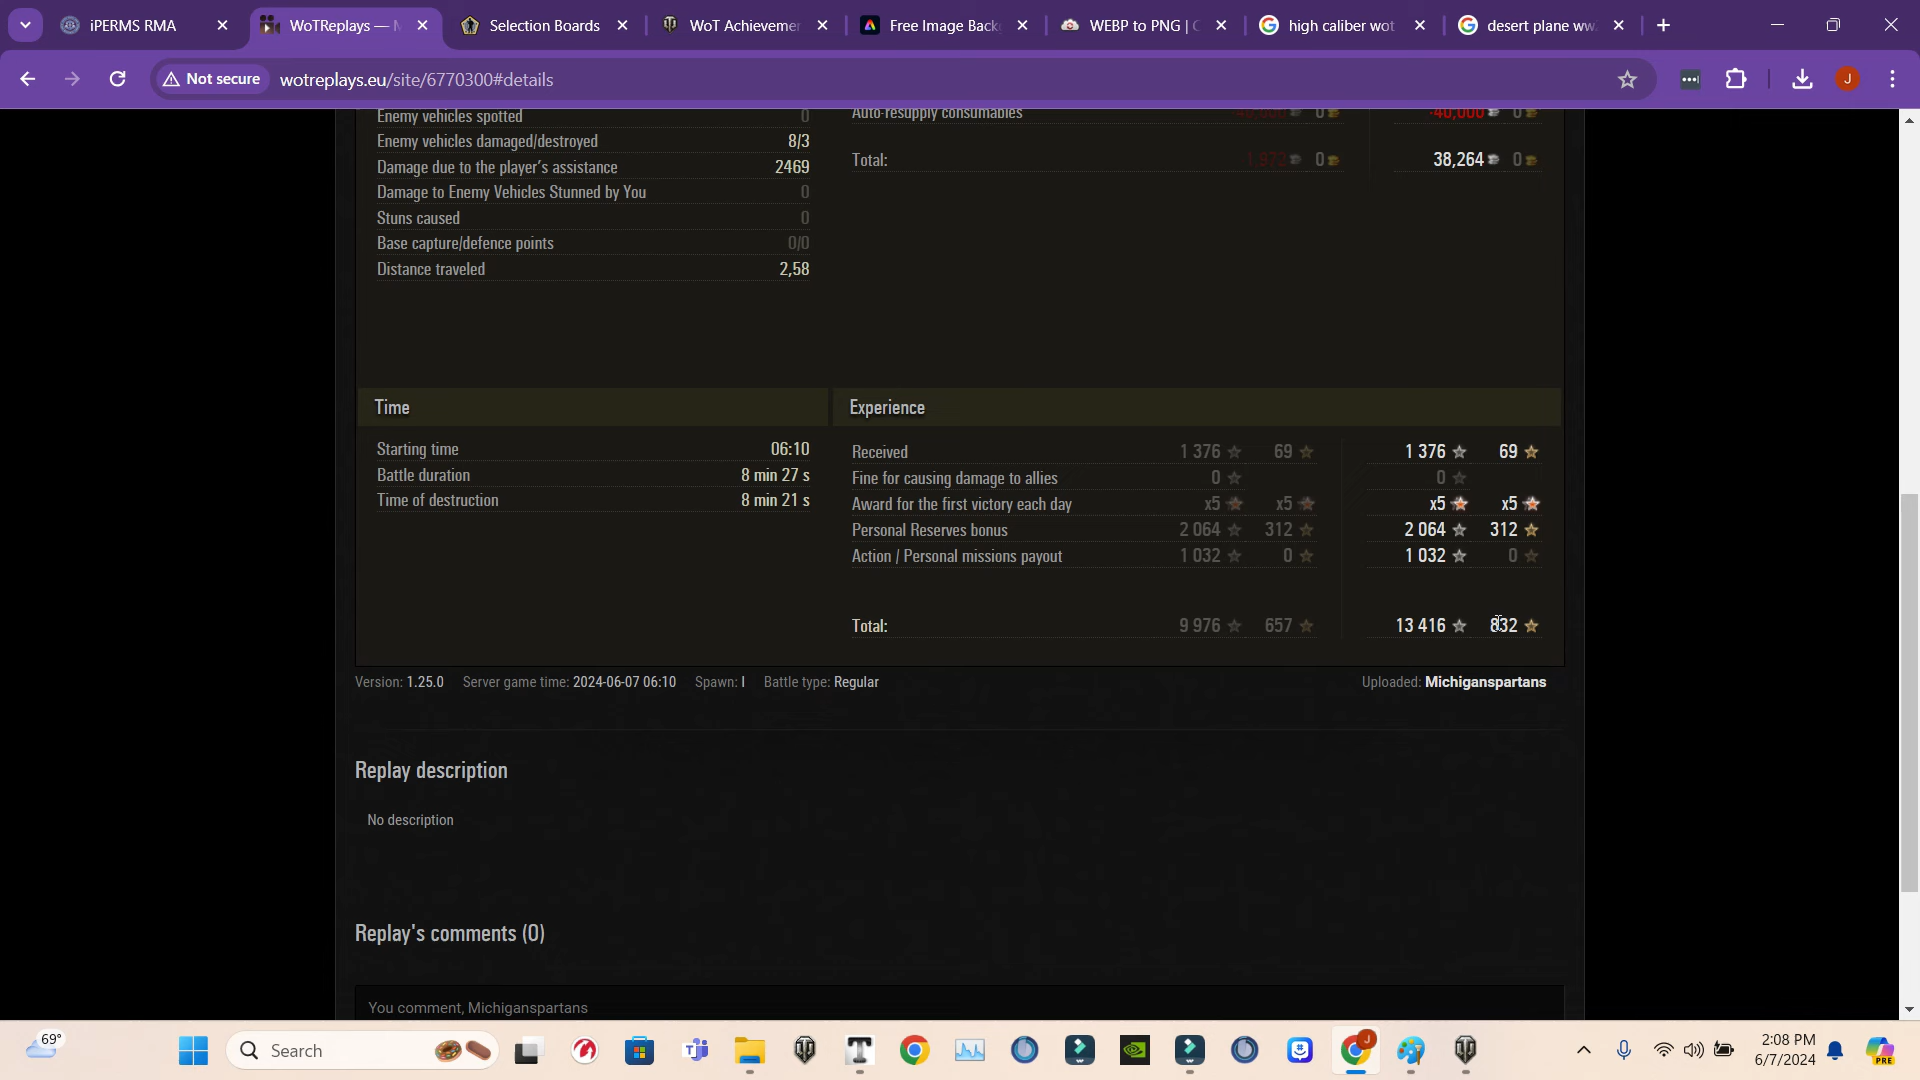 iPERMS RMA
WoTReplays — M
Selection Boards
WoT Achievemen
Free Image Back
WEBP to PNG | C
high caliber wot
desert plane ww
Not secure
wotreplays.eu/site/6770300#details
J
Enemy vehicles spotted 0
Auto-resupply consumables -40,000 0 -40,000 0
Enemy vehicles damaged/destroyed 8/3
Damage due to the player's assistance 2469
Total: 1,972 0 38,264 0
Damage to Enemy Vehicles Stunned by You 0
Stuns caused 0
Base capture/defence points 0/0
Distance traveled 2,58
Time
Experience
Starting time 06:10
Battle duration 8 min 27 s
Time of destruction 8 min 21 s
Received 1 376 69 1 376 69
Fine for causing damage to allies 0 0
Award for the first victory each day x5 x5 x5 x5
Personal Reserves bonus 2 064 312 2 064 312
Action / Personal missions payout 1 032 0 1 032 0
Total: 9 976 657 13 416 832
Version: 1.25.0 Server game time: 2024-06-07 06:10 Spawn: I Battle type: Regular Uploaded: Michiganspartans
Replay description
No description
Replay's comments (0)
You comment, Michiganspartans
69°
Search
J
2:08 PM
6/7/2024
PRE